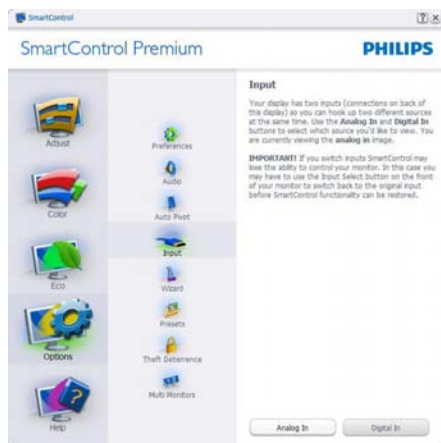 SmartControl
SmartControl Premium
PHILIPS
Adjust
Color
Eco
Options
Help
Preferences
Audio
Auto Pivot
Input
Wizard
Presets
Theft Deterrence
Multi Monitors
Input
Your display has two inputs (connections on back of
the display) so you can hook up two different sources
at the same time. Use the Analog In and Digital In
buttons to select which source you'd like to view. You
are currently viewing the analog in image.
IMPORTANT! If you switch inputs SmartControl may
lose the ability to control your monitor. In this case you
may have to use the Input Select button on the front
of your monitor to switch back to the original input
before SmartControl functionality can be restored.
Analog In
Digital In